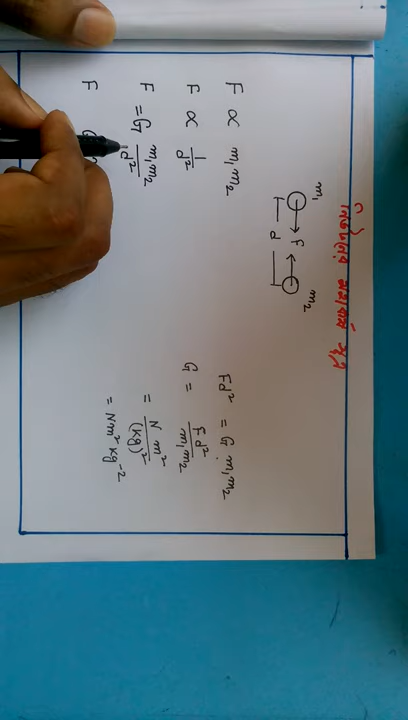 নিউটনের মহাকর্ষ সূত্র
m₁
F
d
m₂
F ∝ m₁m₂
F ∝ 1/d²
F = G m₁m₂/d²
F
Fd² = G m₁m₂
G = Fd²/m₁m₂
= N m²/(kg)²
= Nm² kg⁻²